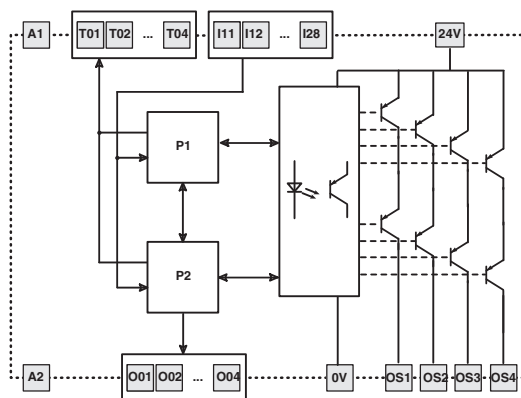 A1 T01 T02 ... T04 I11 I12 ... I28 24V
P1
P2
A2 O01 O02 ... O04 0V OS1 OS2 OS3 OS4